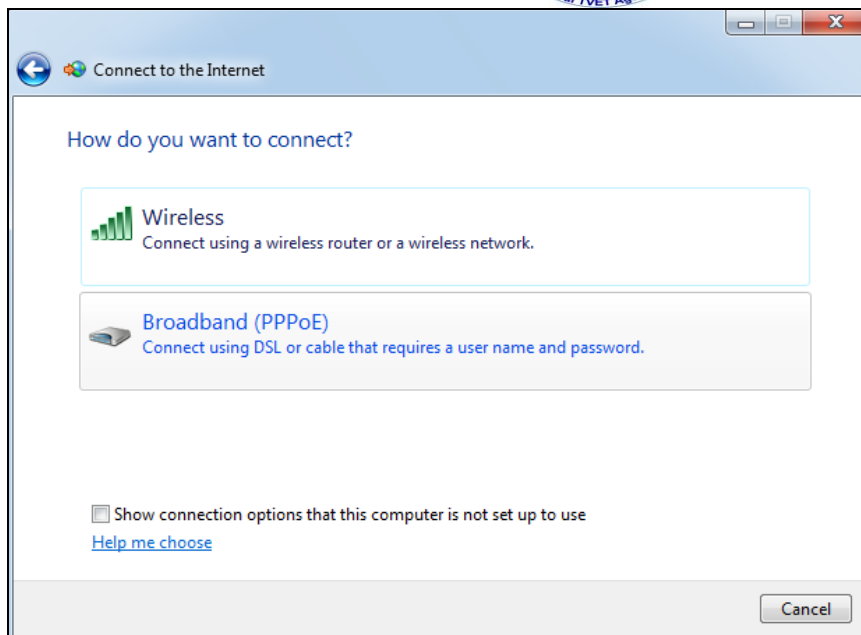 TVET Ag
Connect to the Internet
How do you want to connect?
Wireless
Connect using a wireless router or a wireless network.
Broadband (PPPoE)
Connect using DSL or cable that requires a user name and password.
Show connection options that this computer is not set up to use
Help me choose
Cancel